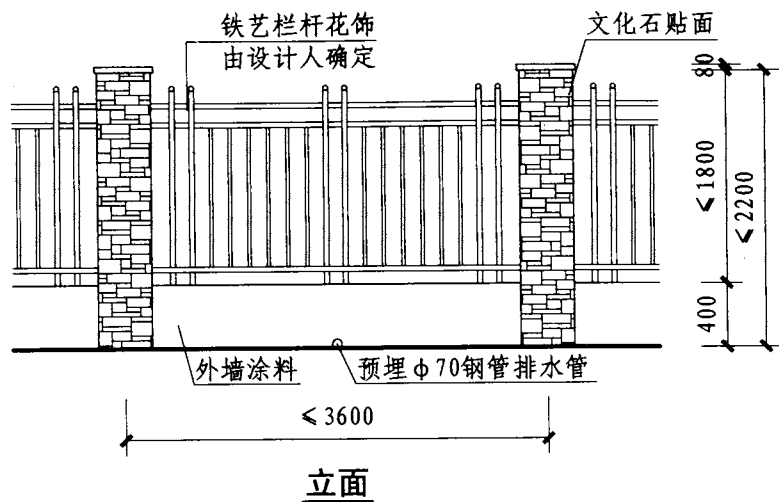 铁艺栏杆花饰
由设计人确定
文化石贴面
80
≤1800
≤2200
400
外墙涂料
预埋φ70钢管排水管
≤3600
立面